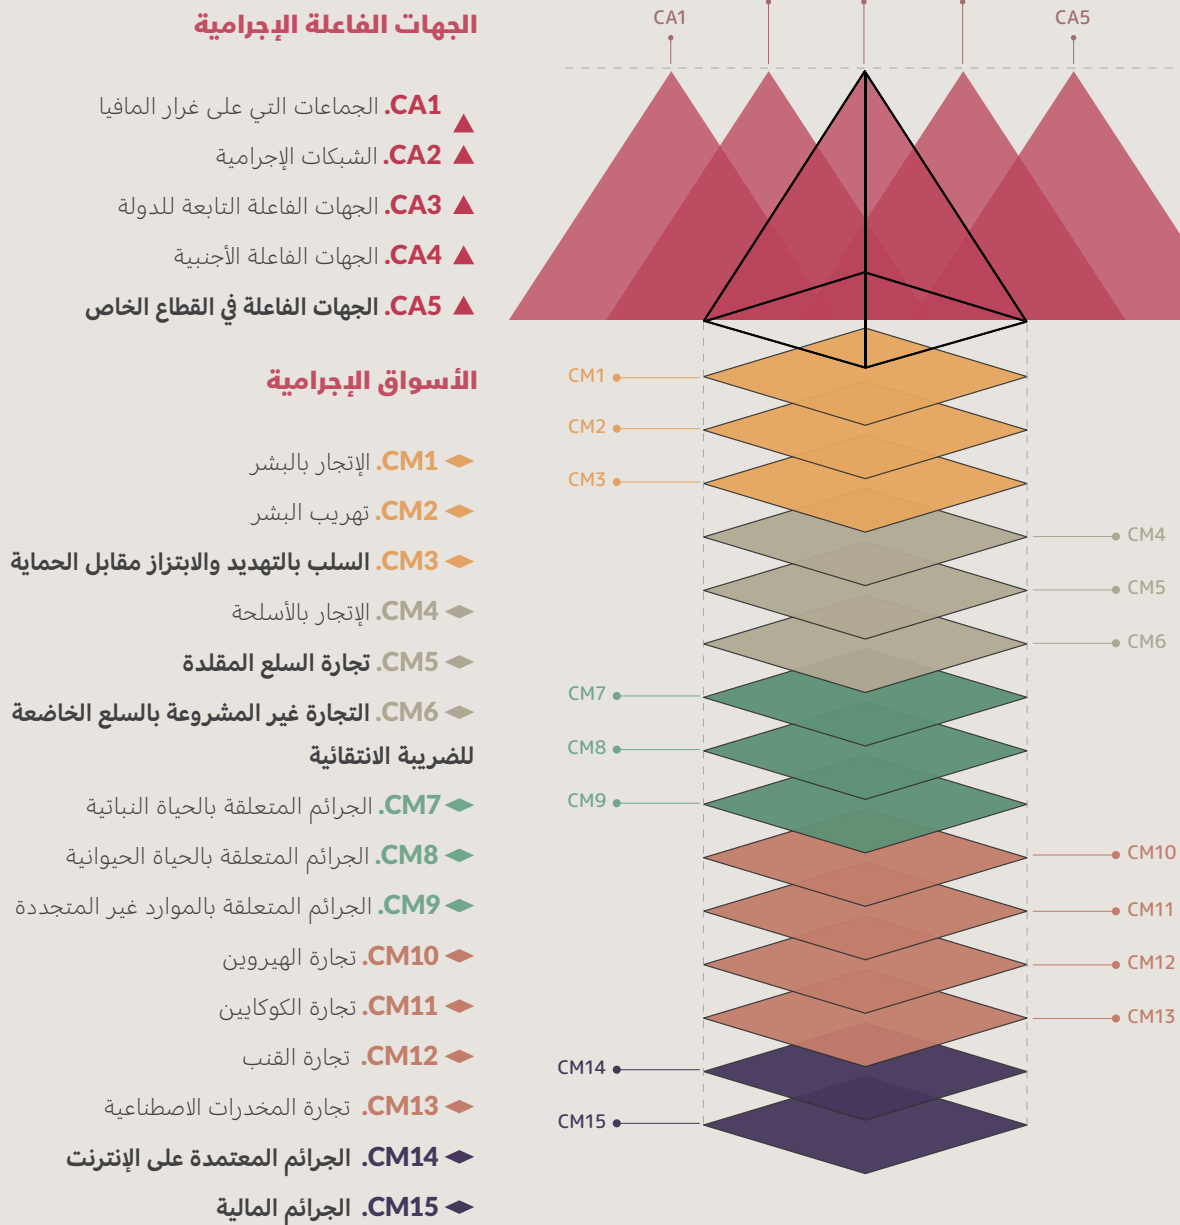 الجهات الفاعلة الإجرامية
CA1. الجماعات التي على غرار المافيا
CA2. الشبكات الإجرامية
CA3. الجهات الفاعلة التابعة للدولة
CA4. الجهات الفاعلة الأجنبية
CA5. الجهات الفاعلة في القطاع الخاص
الأسواق الإجرامية
CM1. الإتجار بالبشر
CM2. تهريب البشر
CM3. السلب بالتهديد والابتزاز مقابل الحماية
CM4. الإتجار بالأسلحة
CM5. تجارة السلع المقلدة
CM6. التجارة غير المشروعة بالسلع الخاضعة
للضريبة الانتقائية
CM7. الجرائم المتعلقة بالحياة النباتية
CM8. الجرائم المتعلقة بالحياة الحيوانية
CM9. الجرائم المتعلقة بالموارد غير المتجددة
CM10. تجارة الهيروين
CM11. تجارة الكوكايين
CM12. تجارة القنب
CM13. تجارة المخدرات الاصطناعية
CM14. الجرائم المعتمدة على الإنترنت
CM15. الجرائم المالية
CA1
CA5
CM1
CM2
CM3
CM4
CM5
CM6
CM7
CM8
CM9
CM10
CM11
CM12
CM13
CM14
CM15